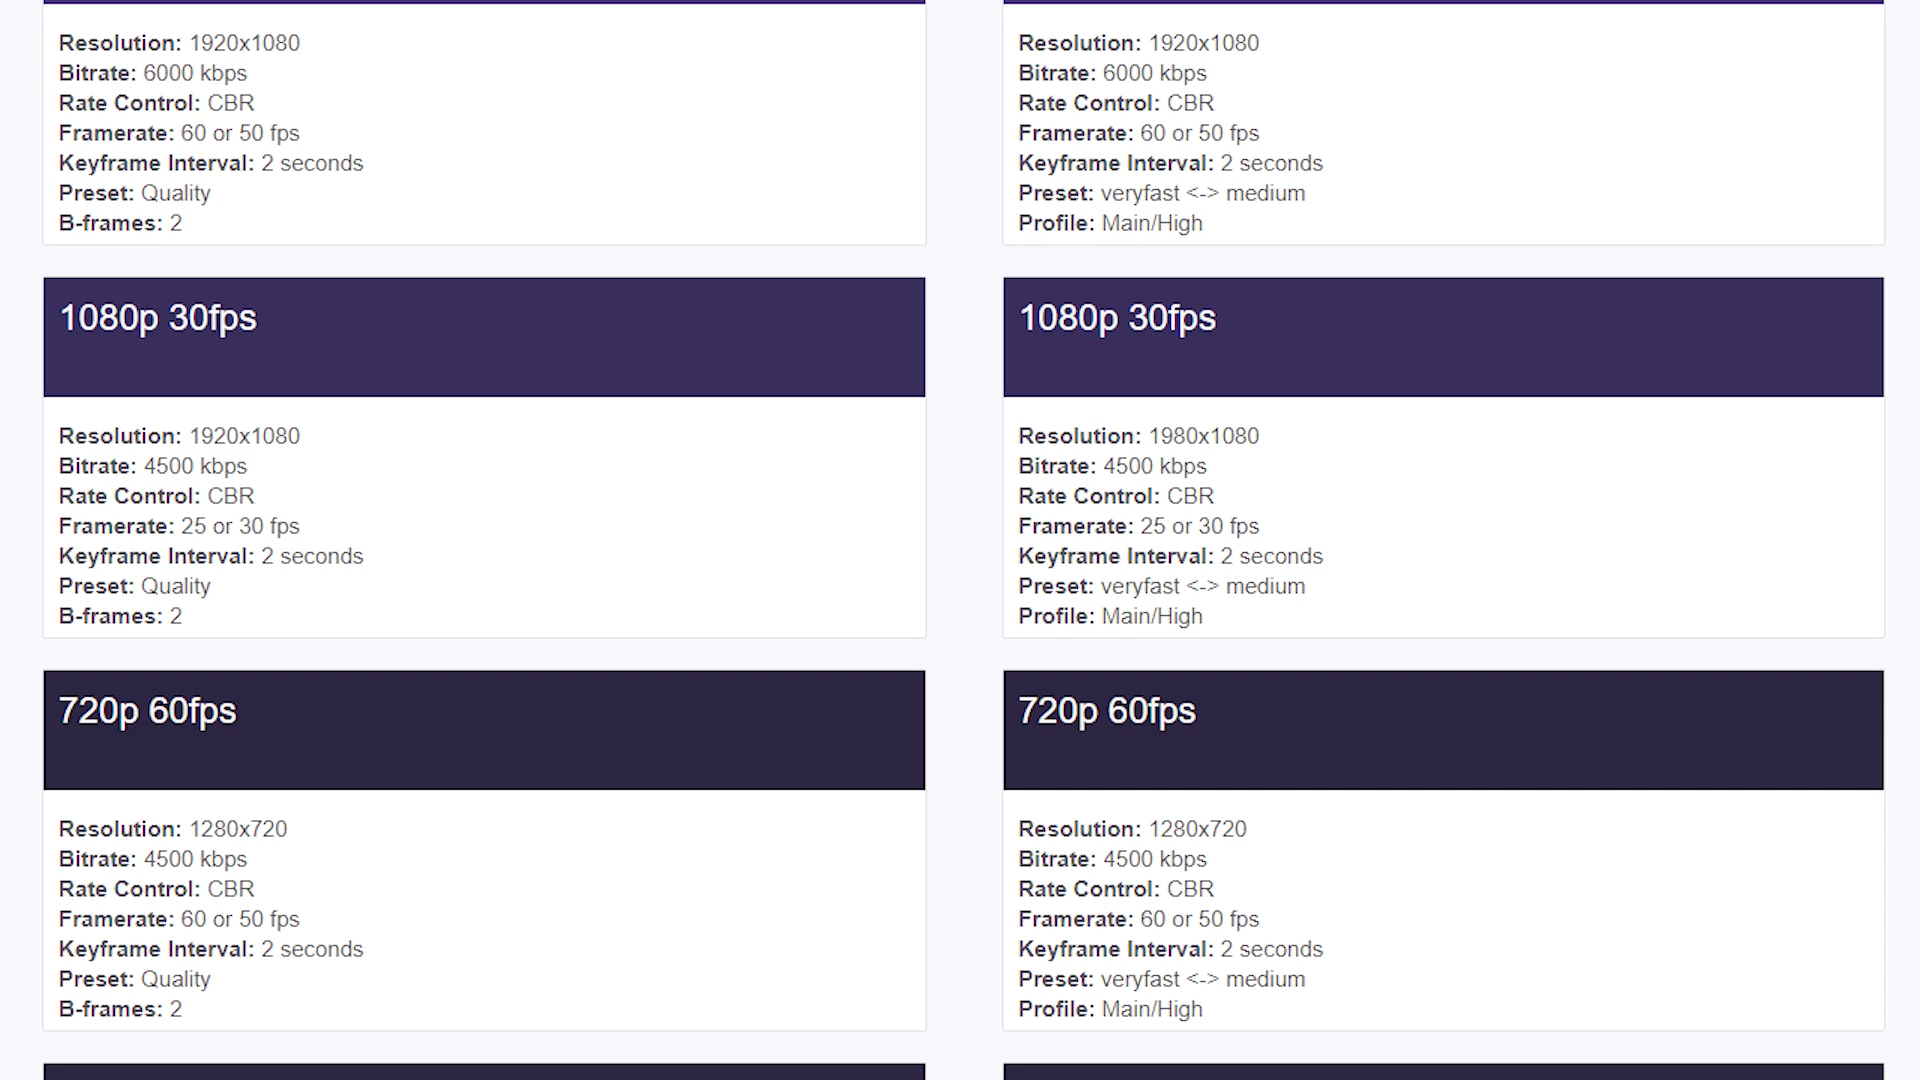 Resolution: 1920x1080
Bitrate: 6000 kbps
Rate Control: CBR
Framerate: 60 or 50 fps
Keyframe Interval: 2 seconds
Preset: Quality
B-frames: 2
Resolution: 1920x1080
Bitrate: 6000 kbps
Rate Control: CBR
Framerate: 60 or 50 fps
Keyframe Interval: 2 seconds
Preset: veryfast <-> medium
Profile: Main/High
1080p 30fps
Resolution: 1920x1080
Bitrate: 4500 kbps
Rate Control: CBR
Framerate: 25 or 30 fps
Keyframe Interval: 2 seconds
Preset: Quality
B-frames: 2
1080p 30fps
Resolution: 1980x1080
Bitrate: 4500 kbps
Rate Control: CBR
Framerate: 25 or 30 fps
Keyframe Interval: 2 seconds
Preset: veryfast <-> medium
Profile: Main/High
720p 60fps
Resolution: 1280x720
Bitrate: 4500 kbps
Rate Control: CBR
Framerate: 60 or 50 fps
Keyframe Interval: 2 seconds
Preset: Quality
B-frames: 2
720p 60fps
Resolution: 1280x720
Bitrate: 4500 kbps
Rate Control: CBR
Framerate: 60 or 50 fps
Keyframe Interval: 2 seconds
Preset: veryfast <-> medium
Profile: Main/High